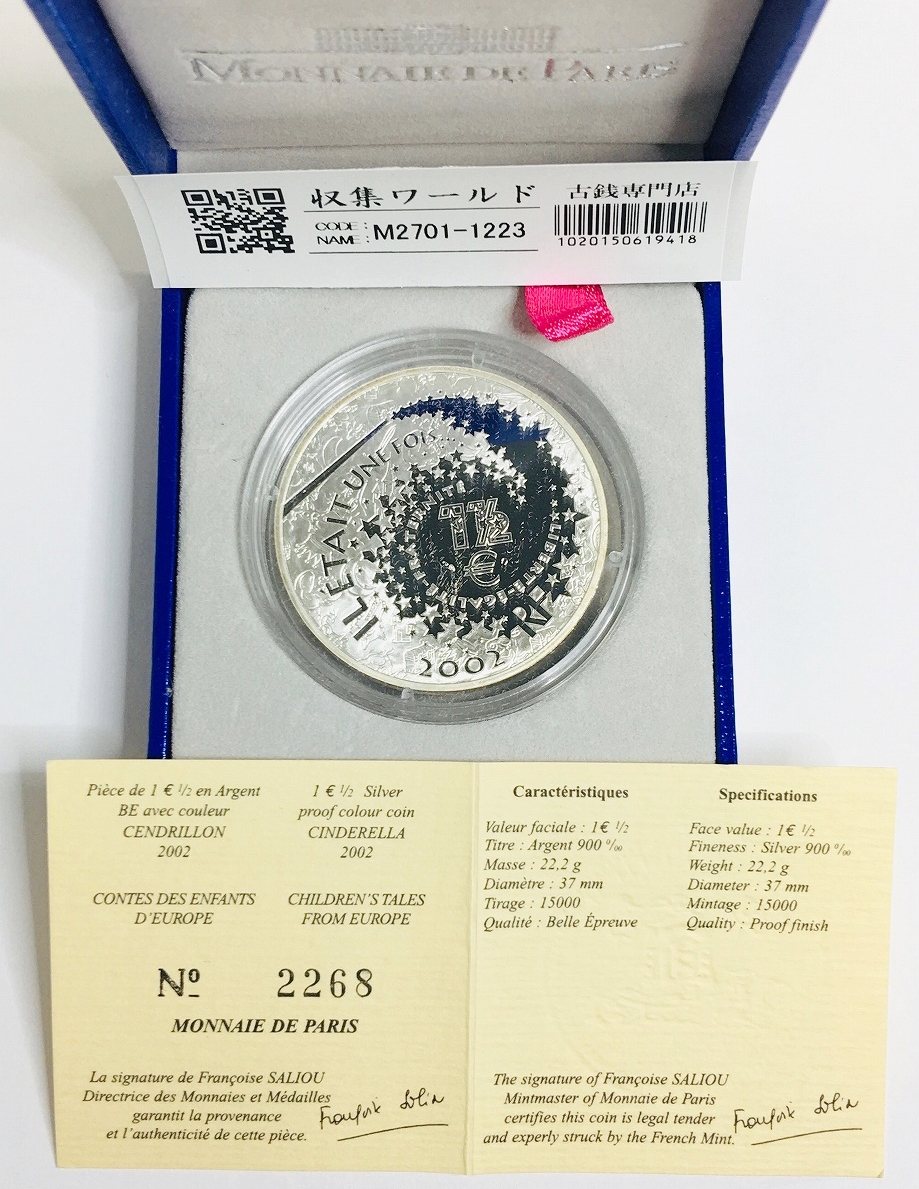 MONNAIE DE PARIS
収集ワールド
CODE:
NAME: M2701-1223
古銭専門店
1020150619418
IL ÉTAIT UNE FOIS...
LIBERTÉ ÉGALITÉ FRATERNITÉ
1 1/2
€
RF
2002
Pièce de 1 € 1/2 en Argent
BE avec couleur
CENDRILLON
2002
CONTES DES ENFANTS
D'EUROPE
1 € 1/2 Silver
proof colour coin
CINDERELLA
2002
CHILDREN'S TALES
FROM EUROPE
Nº 2268
MONNAIE DE PARIS
La signature de Françoise SALIOU
Directrice des Monnaies et Médailles
garantit la provenance
et l'authenticité de cette pièce.
Caractéristiques
Valeur faciale : 1€ 1/2
Titre : Argent 900 ‰
Masse : 22,2 g
Diamètre : 37 mm
Tirage : 15000
Qualité : Belle Épreuve
Specifications
Face value : 1€ 1/2
Fineness : Silver 900 ‰
Weight : 22,2 g
Diameter : 37 mm
Mintage : 15000
Quality : Proof finish
The signature of Françoise SALIOU
Mintmaster of Monnaie de Paris
certifies this coin is legal tender
and experly struck by the French Mint.